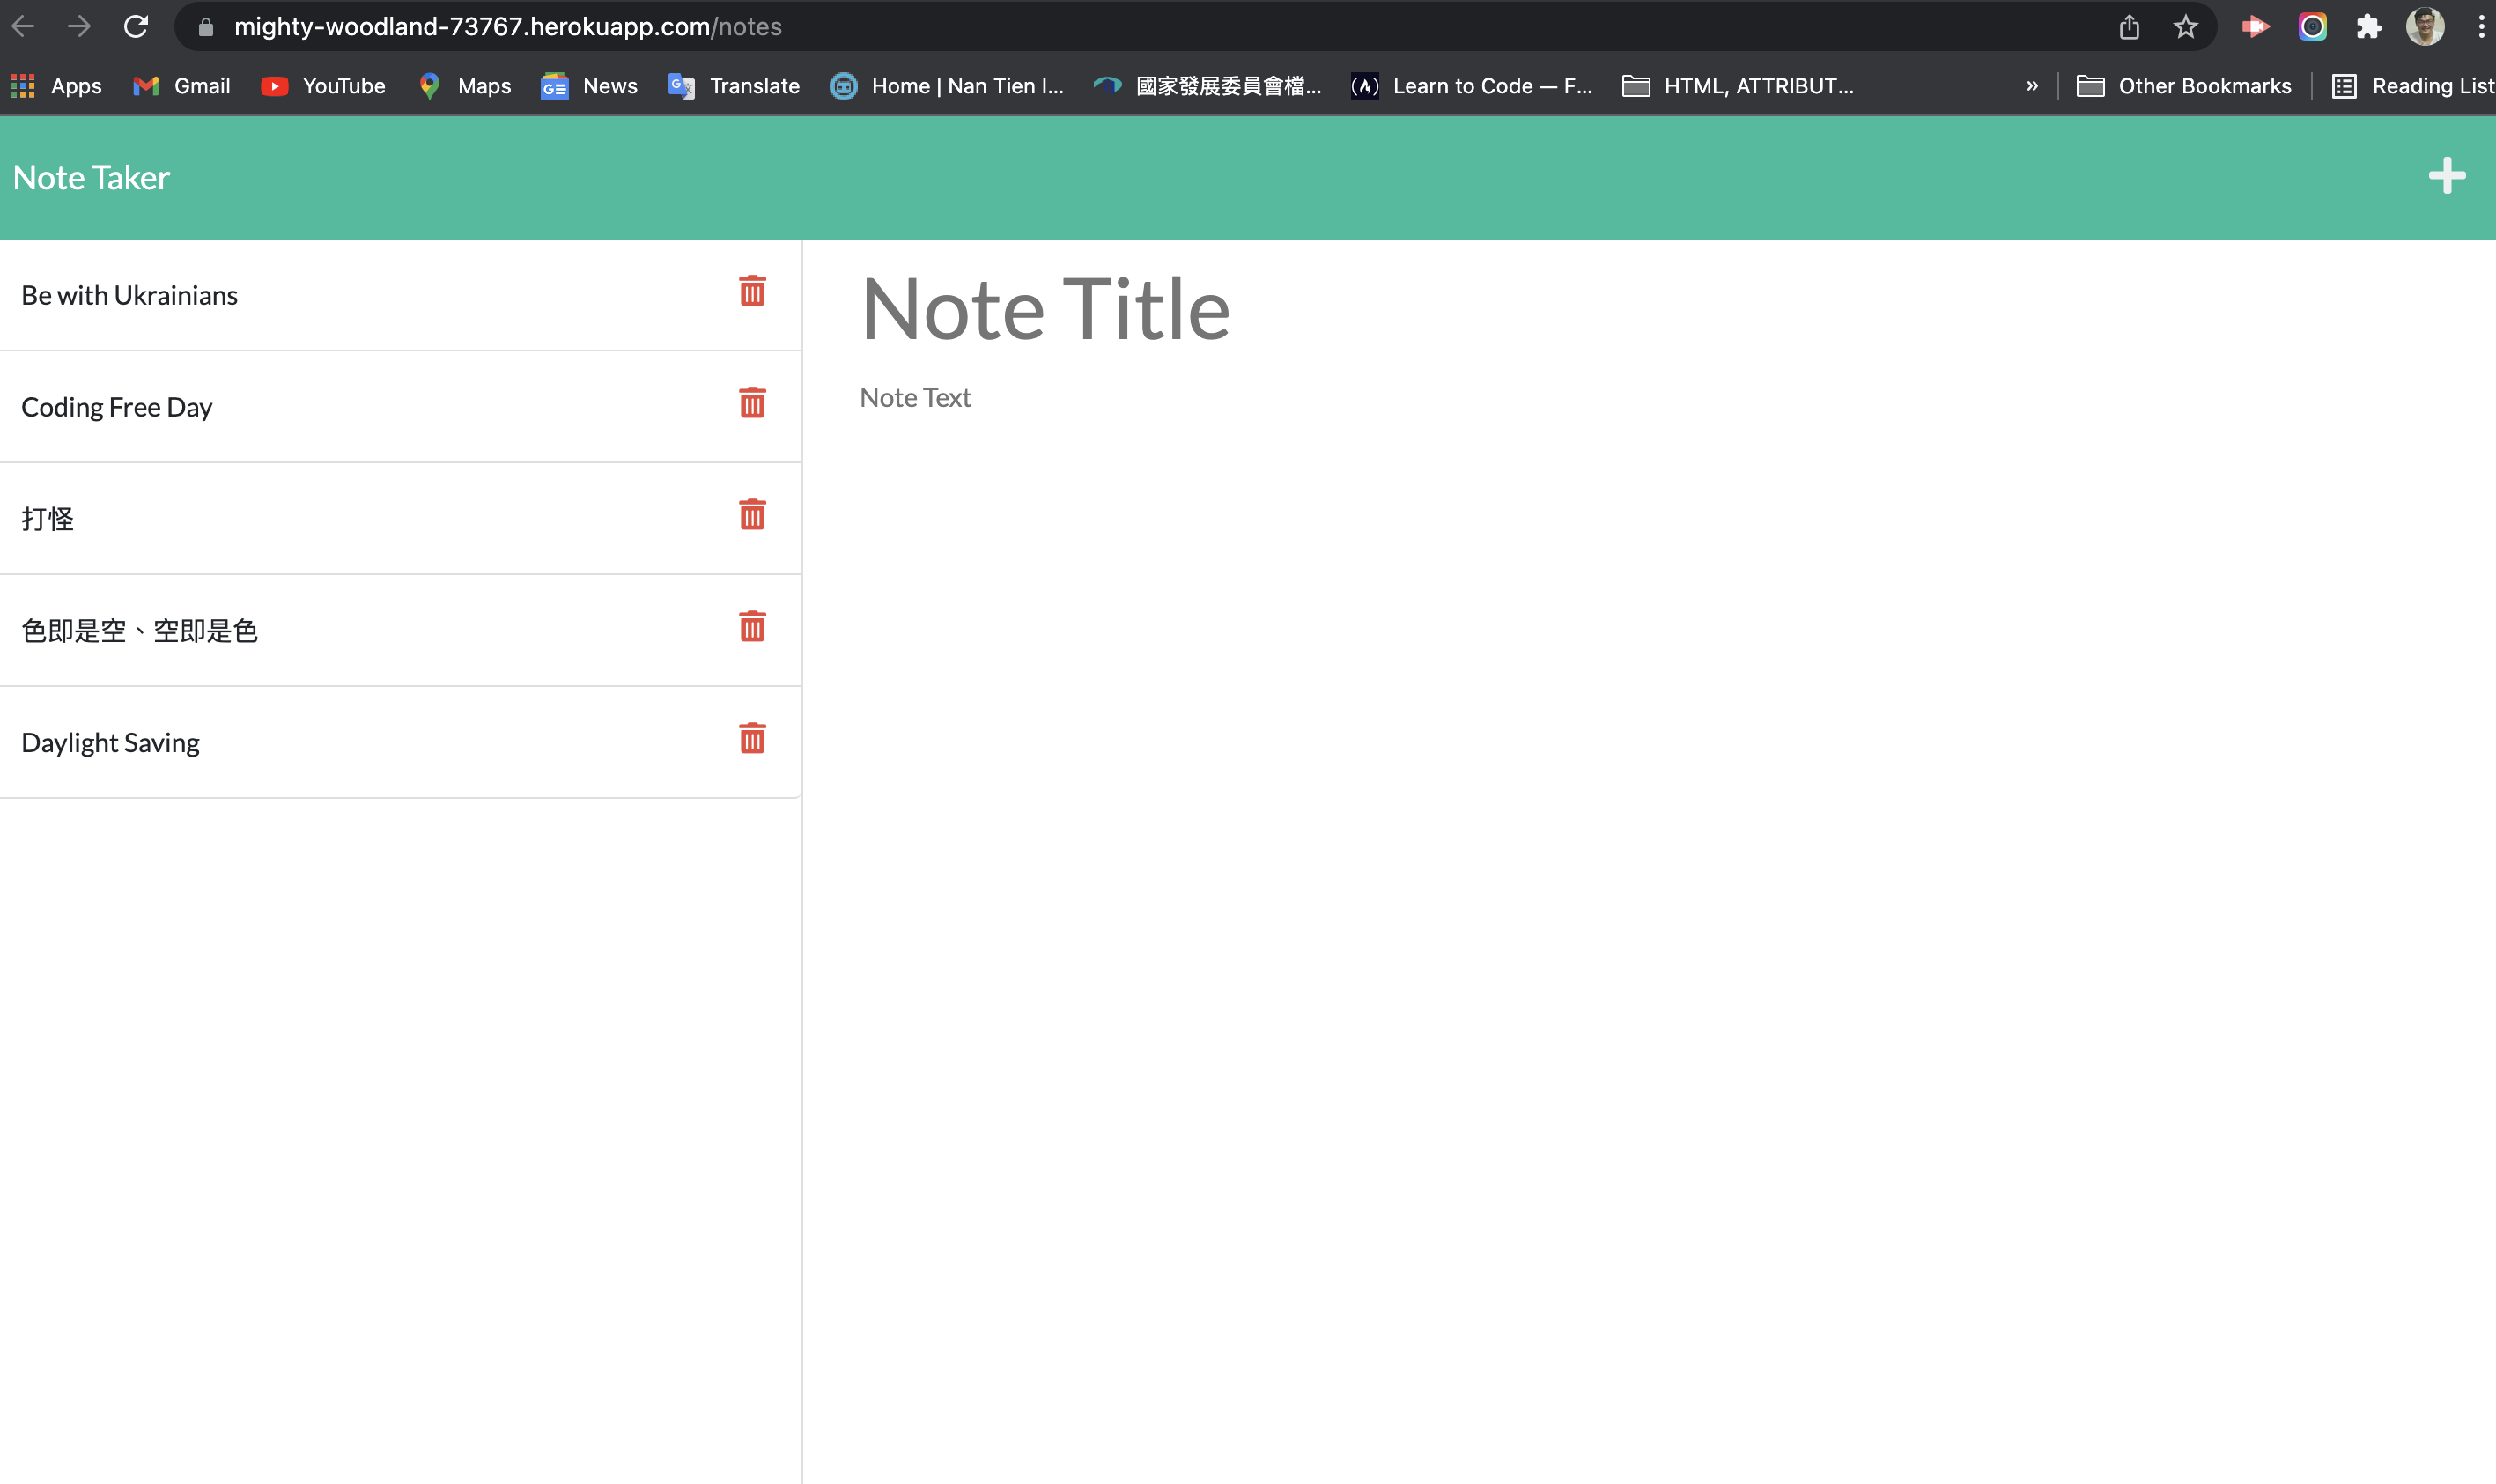 mighty-woodland-73767.herokuapp.com/notes
Apps Gmail YouTube Maps News Translate Home | Nan Tien I... 國家發展委員會檔... Learn to Code — F... HTML, ATTRIBUT... » Other Bookmarks Reading List
Note Taker
Be with Ukrainians
Coding Free Day
打怪
色即是空、空即是色
Daylight Saving
Note Title
Note Text